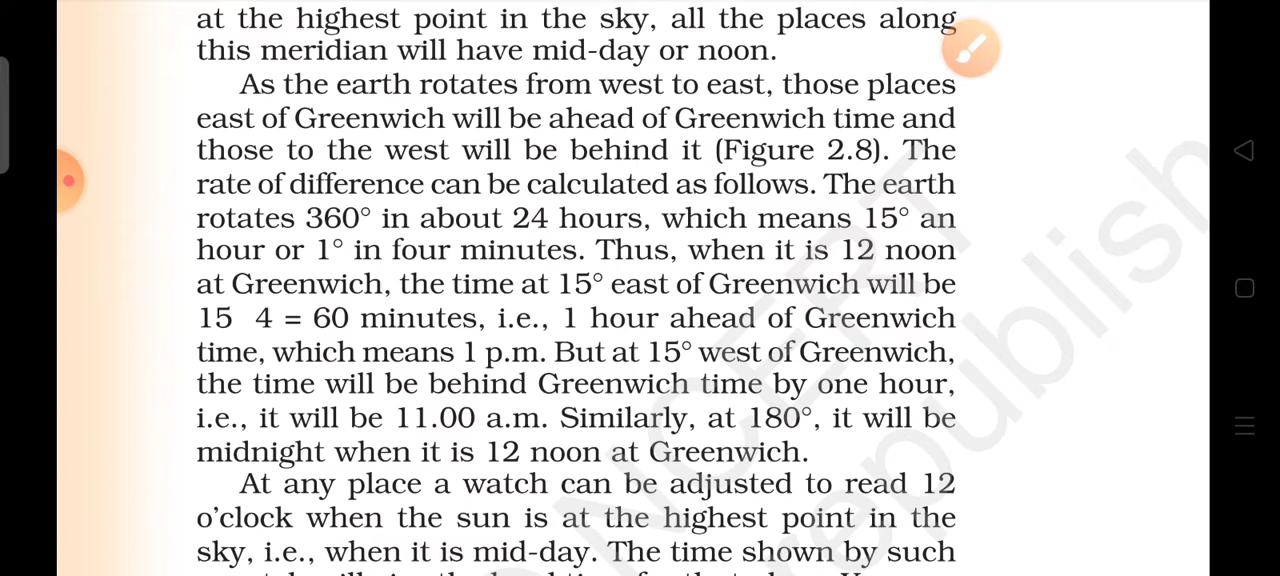 at the highest point in the sky, all the places along
this meridian will have mid-day or noon.
As the earth rotates from west to east, those places
east of Greenwich will be ahead of Greenwich time and
those to the west will be behind it (Figure 2.8). The
rate of difference can be calculated as follows. The earth
rotates 360° in about 24 hours, which means 15° an
hour or 1° in four minutes. Thus, when it is 12 noon
at Greenwich, the time at 15° east of Greenwich will be
15 4 = 60 minutes, i.e., 1 hour ahead of Greenwich
time, which means 1 p.m. But at 15° west of Greenwich,
the time will be behind Greenwich time by one hour,
i.e., it will be 11.00 a.m. Similarly, at 180°, it will be
midnight when it is 12 noon at Greenwich.
At any place a watch can be adjusted to read 12
o'clock when the sun is at the highest point in the
sky, i.e., when it is mid-day. The time shown by such
NCERT
republish